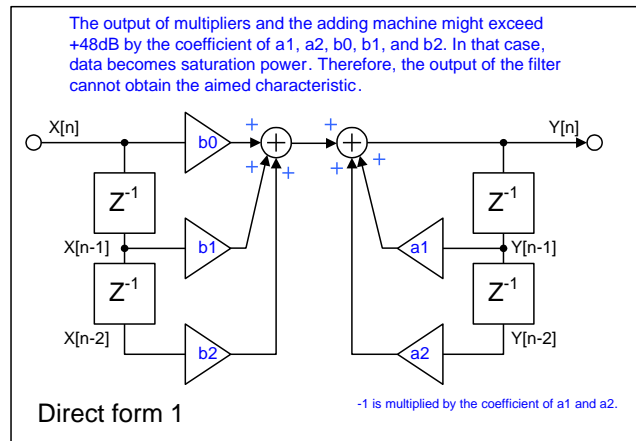 The output of multipliers and the adding machine might exceed
+48dB by the coefficient of a1, a2, b0, b1, and b2. In that case,
data becomes saturation power. Therefore, the output of the filter
cannot obtain the aimed characteristic.
X[n]
b0
+
+
+
+
+
+
+
+
Y[n]
Z-1
Z-1
X[n-1]
b1
a1
Y[n-1]
Z-1
Z-1
X[n-2]
b2
a2
Y[n-2]
Direct form 1
-1 is multiplied by the coefficient of a1 and a2.